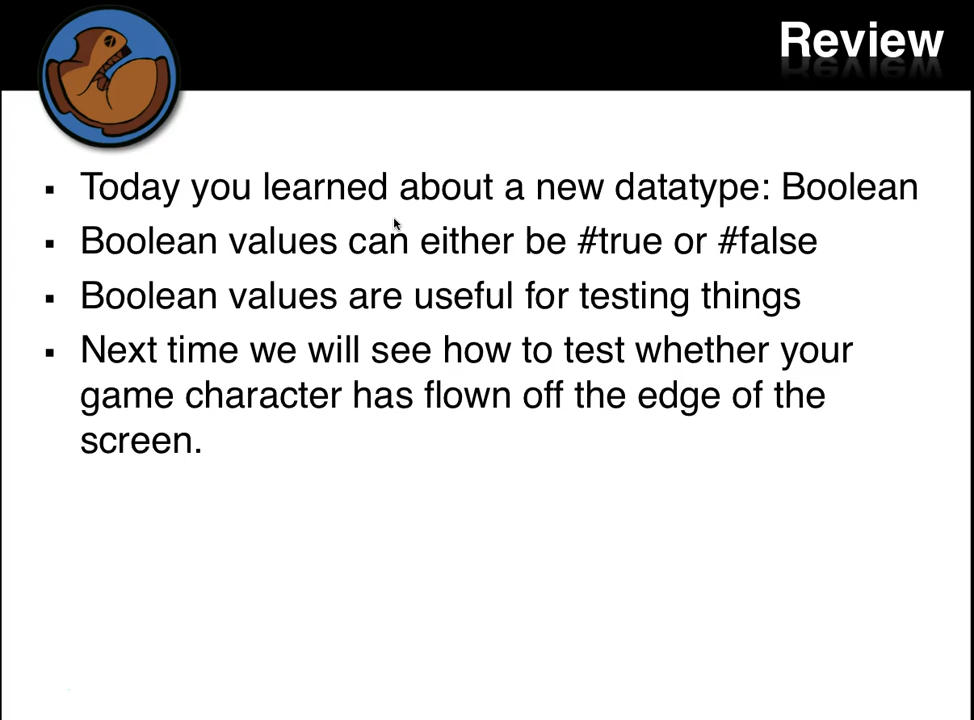 Review
▪ Today you learned about a new datatype: Boolean
▪ Boolean values can either be #true or #false
▪ Boolean values are useful for testing things
▪ Next time we will see how to test whether your
game character has flown off the edge of the
screen.